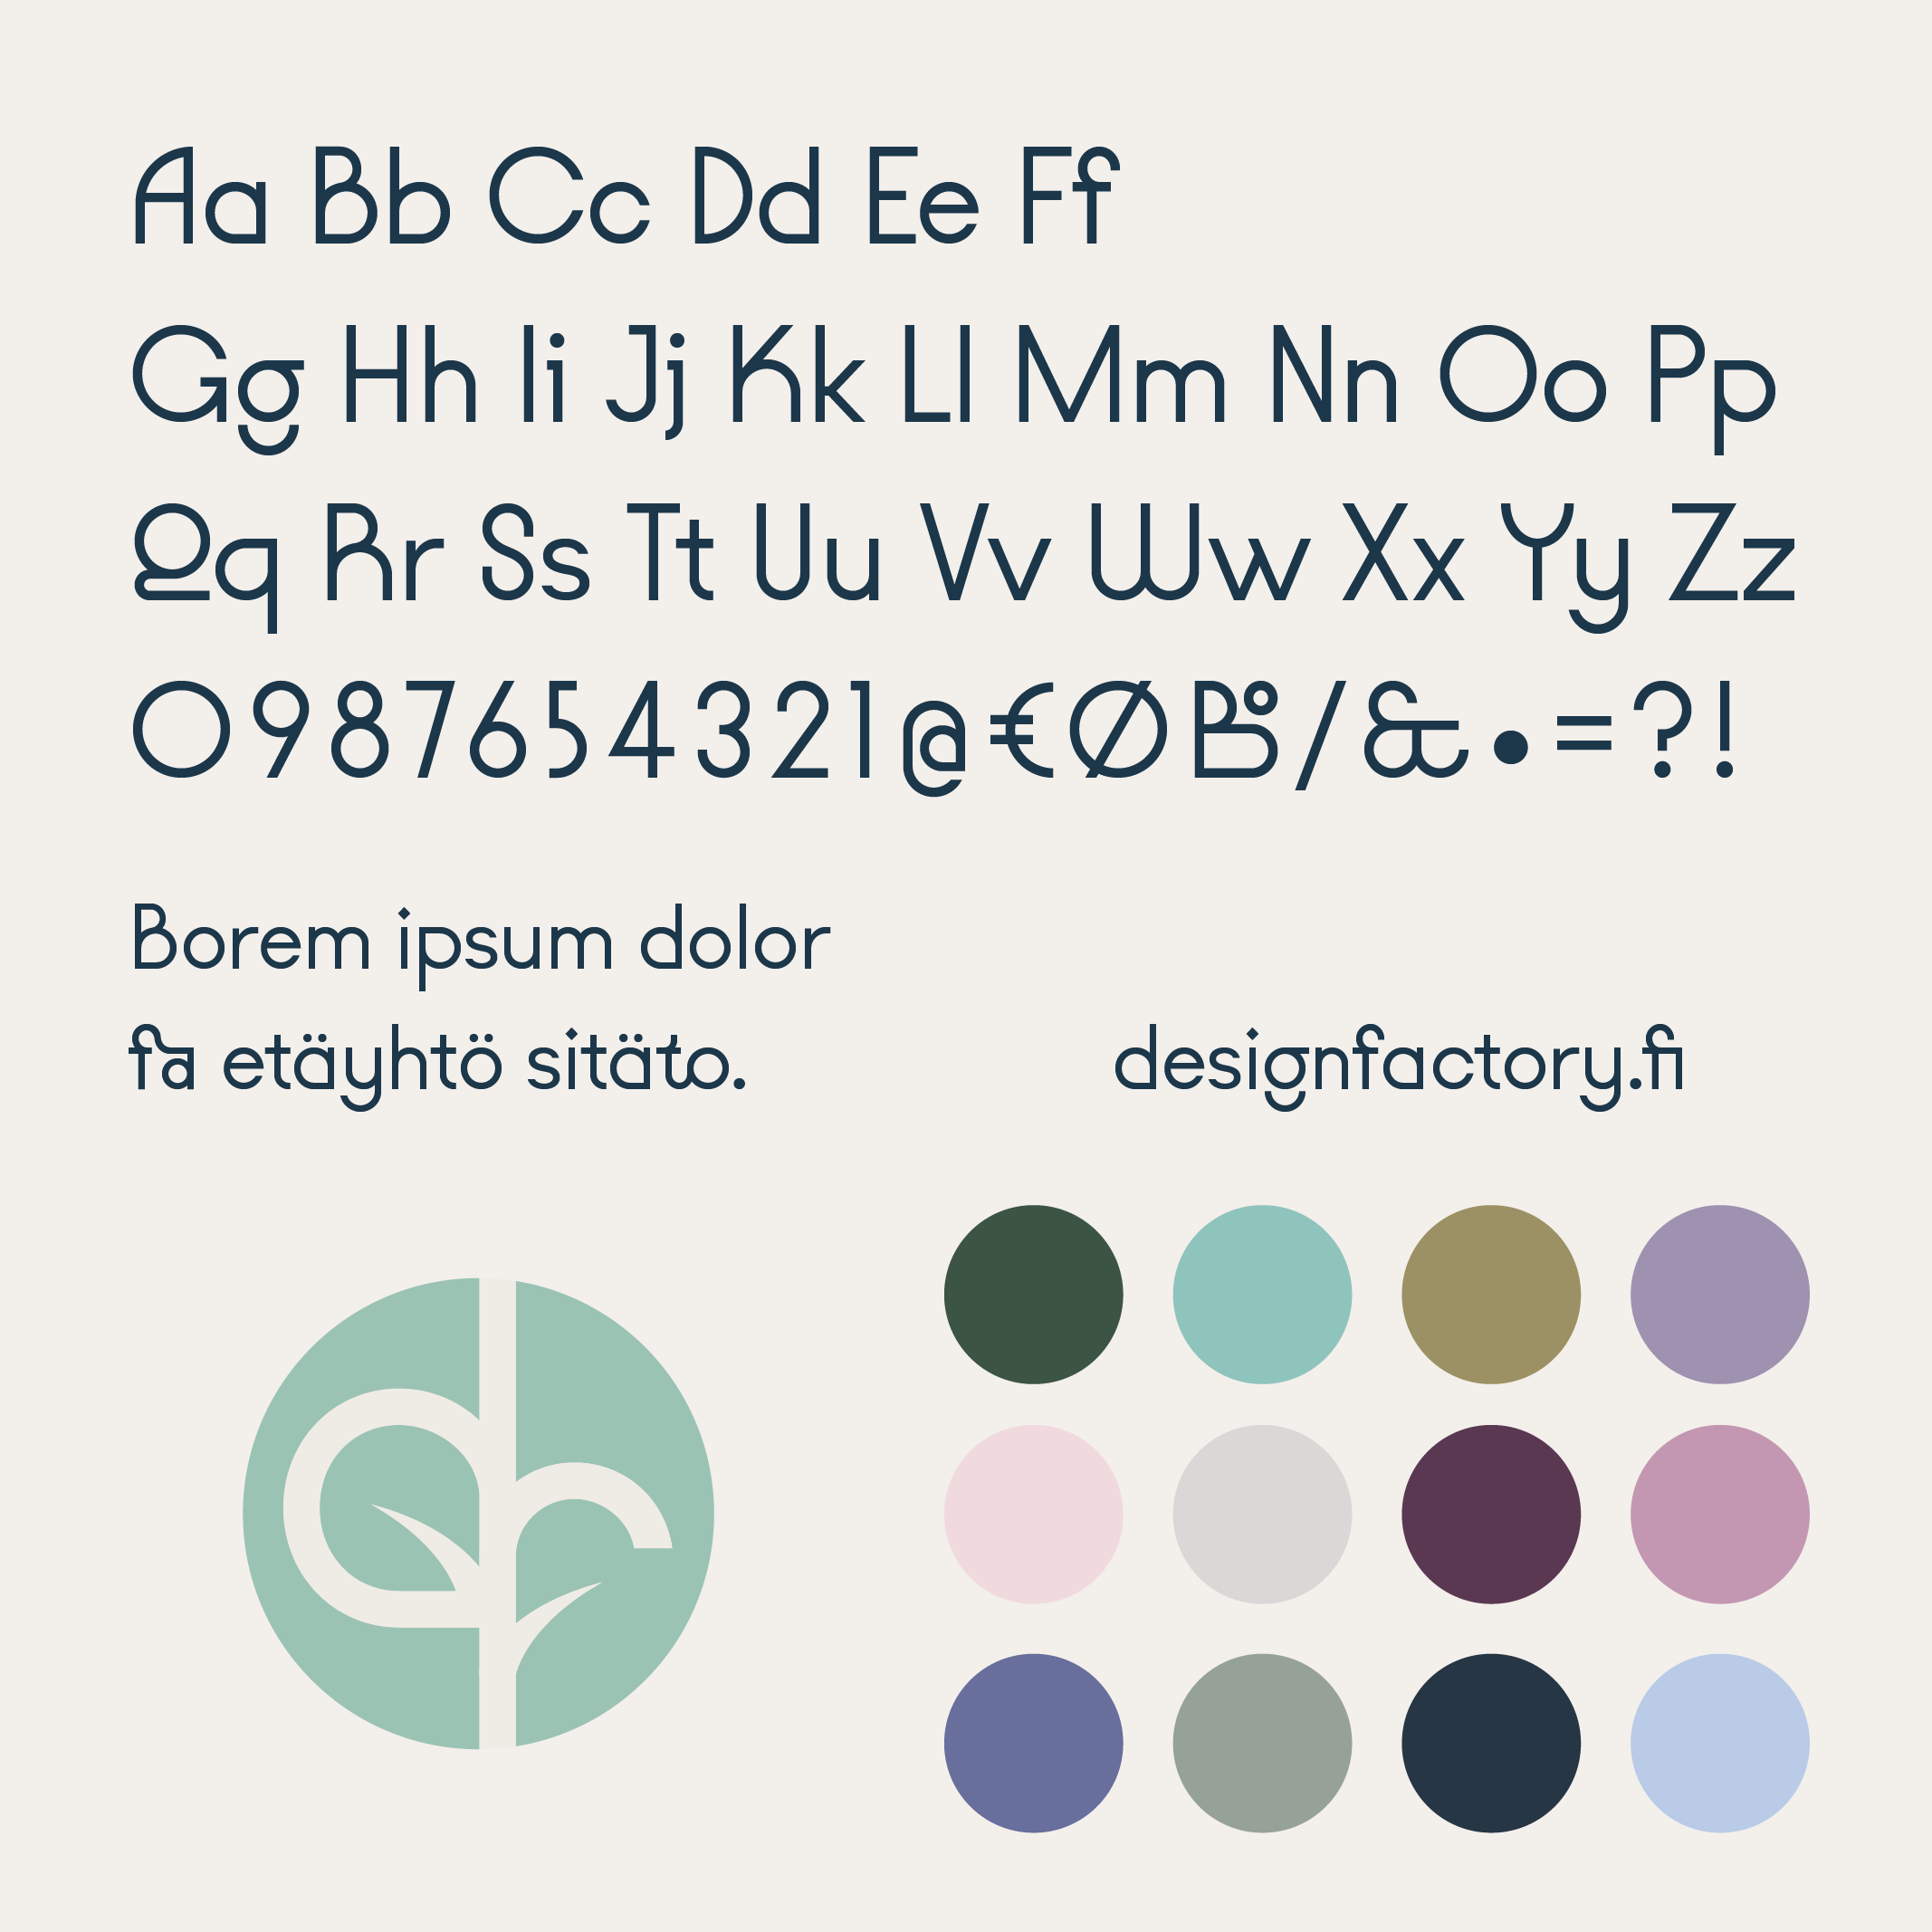 Aa Bb Cc Dd Ee Ff
Gg Hh Ii Jj Kk Ll Mm Nn Oo Pp
Qq Rr Ss Tt Uu Vv Ww Xx Yy Zz
0987654321@€ØB°/&•=?!
Borem ipsum dolor
fa etäyhtö sitäto.
designfactory.fi